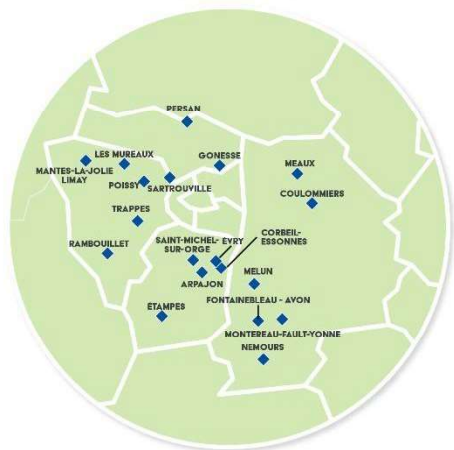 PERSAN
LES MUREAUX
GONESSE
MEAUX
MANTES-LA-JOLIE
LIMAY
POISSY
SARTROUVILLE
COULOMMIERS
TRAPPES
RAMBOUILLET
SAINT-MICHEL-
SUR-ORGE
ÉVRY
CORBEIL-
ESSONNES
ARPAJON
MELUN
FONTAINEBLEAU - AVON
ÉTAMPES
MONTEREAU-FAULT-YONNE
NEMOURS